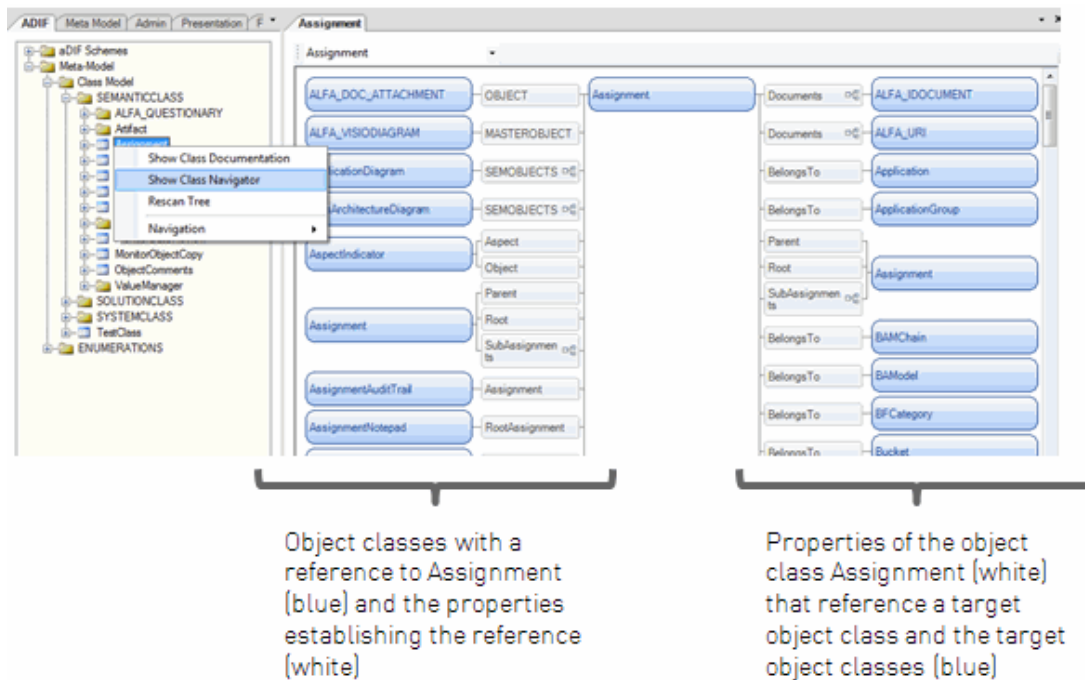 ADIF Meta Model Admin Presentation F
Assignment
aDIF Schemes
Meta-Model
Class Model
SEMANTICCLASS
ALFA_QUESTIONARY
Artifact
Assignment
Show Class Documentation
Show Class Navigator
Rescan Tree
Navigation
MonitorObjectCopy
ObjectComments
ValueManager
SOLUTIONCLASS
SYSTEMCLASS
TestClass
ENUMERATIONS
Assignment
ALFA_DOC_ATTACHMENT OBJECT Assignment Documents ALFA_IDOCUMENT
ALFA_VISIODIAGRAM MASTEROBJECT Documents ALFA_URI
licationDiagram SEMOBJECTS BelongsTo Application
ArchitectureDiagram SEMOBJECTS BelongsTo ApplicationGroup
AspectIndicator Aspect
Object
Parent
Root
SubAssignmen
ts
Assignment
Assignment Parent
Root
SubAssignmen
ts
BelongsTo BAMChain
AssignmentAuditTrail Assignment BelongsTo BAModel
AssignmentNotepad RootAssignment BelongsTo BFCategory
BelongsTo Bucket
Object classes with a
reference to Assignment
(blue) and the properties
establishing the reference
(white)
Properties of the object
class Assignment (white)
that reference a target
object class and the target
object classes (blue)